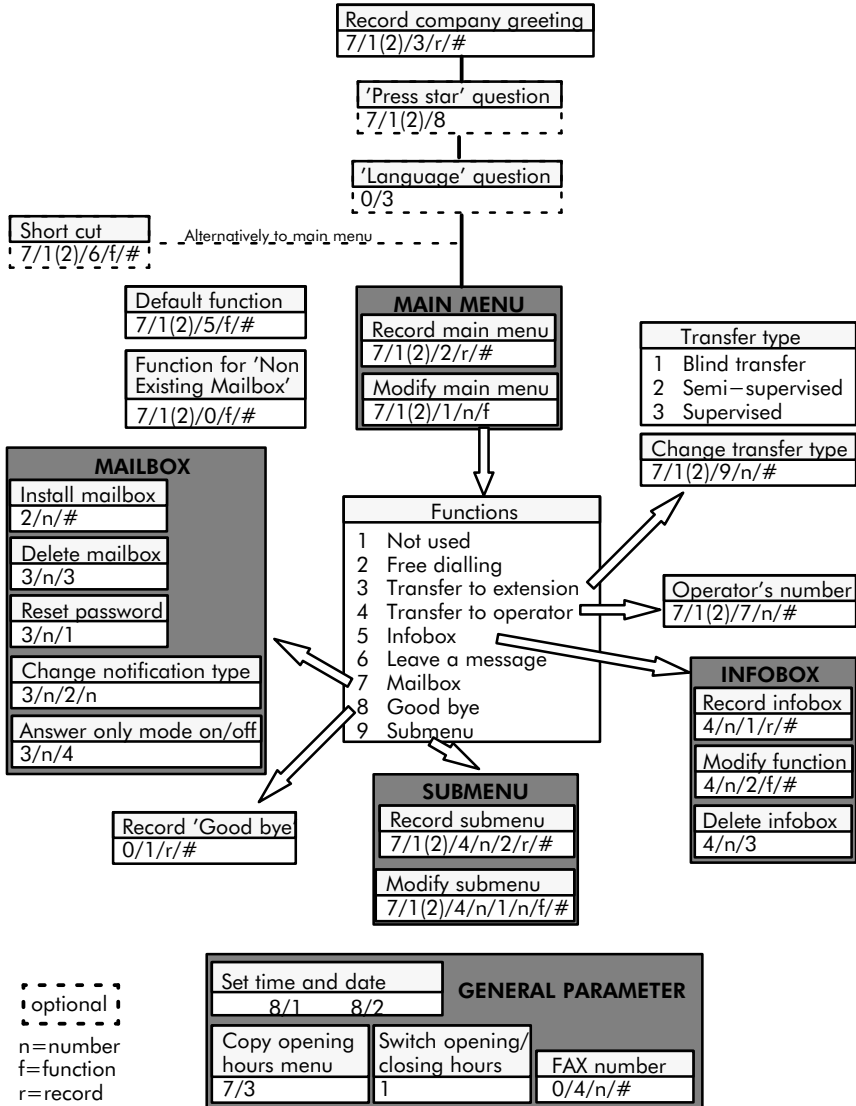 Record company greeting
7/1(2)/3/r/#
'Press star' question
7/1(2)/8
'Language' question
0/3
Short cut
7/1(2)/6/f/#
Alternatively to main menu
Default function
7/1(2)/5/f/#
Function for 'Non
Existing Mailbox'
7/1(2)/0/f/#
MAIN MENU
Record main menu
7/1(2)/2/r/#
Modify main menu
7/1(2)/1/n/f
Transfer type
1 Blind transfer
2 Semi−supervised
3 Supervised
Change transfer type
7/1(2)/9/n/#
MAILBOX
Install mailbox
2/n/#
Delete mailbox
3/n/3
Reset password
3/n/1
Change notification type
3/n/2/n
Answer only mode on/off
3/n/4
Functions
1 Not used
2 Free dialling
3 Transfer to extension
4 Transfer to operator
5 Infobox
6 Leave a message
7 Mailbox
8 Good bye
9 Submenu
Operator's number
7/1(2)/7/n/#
INFOBOX
Record infobox
4/n/1/r/#
Modify function
4/n/2/f/#
Delete infobox
4/n/3
Record 'Good bye
0/1/r/#
SUBMENU
Record submenu
7/1(2)/4/n/2/r/#
Modify submenu
7/1(2)/4/n/1/n/f/#
optional
n=number
f=function
r=record
GENERAL PARAMETER
Set time and date
8/1 8/2
Copy opening
hours menu
7/3
Switch opening/
closing hours
1
FAX number
0/4/n/#